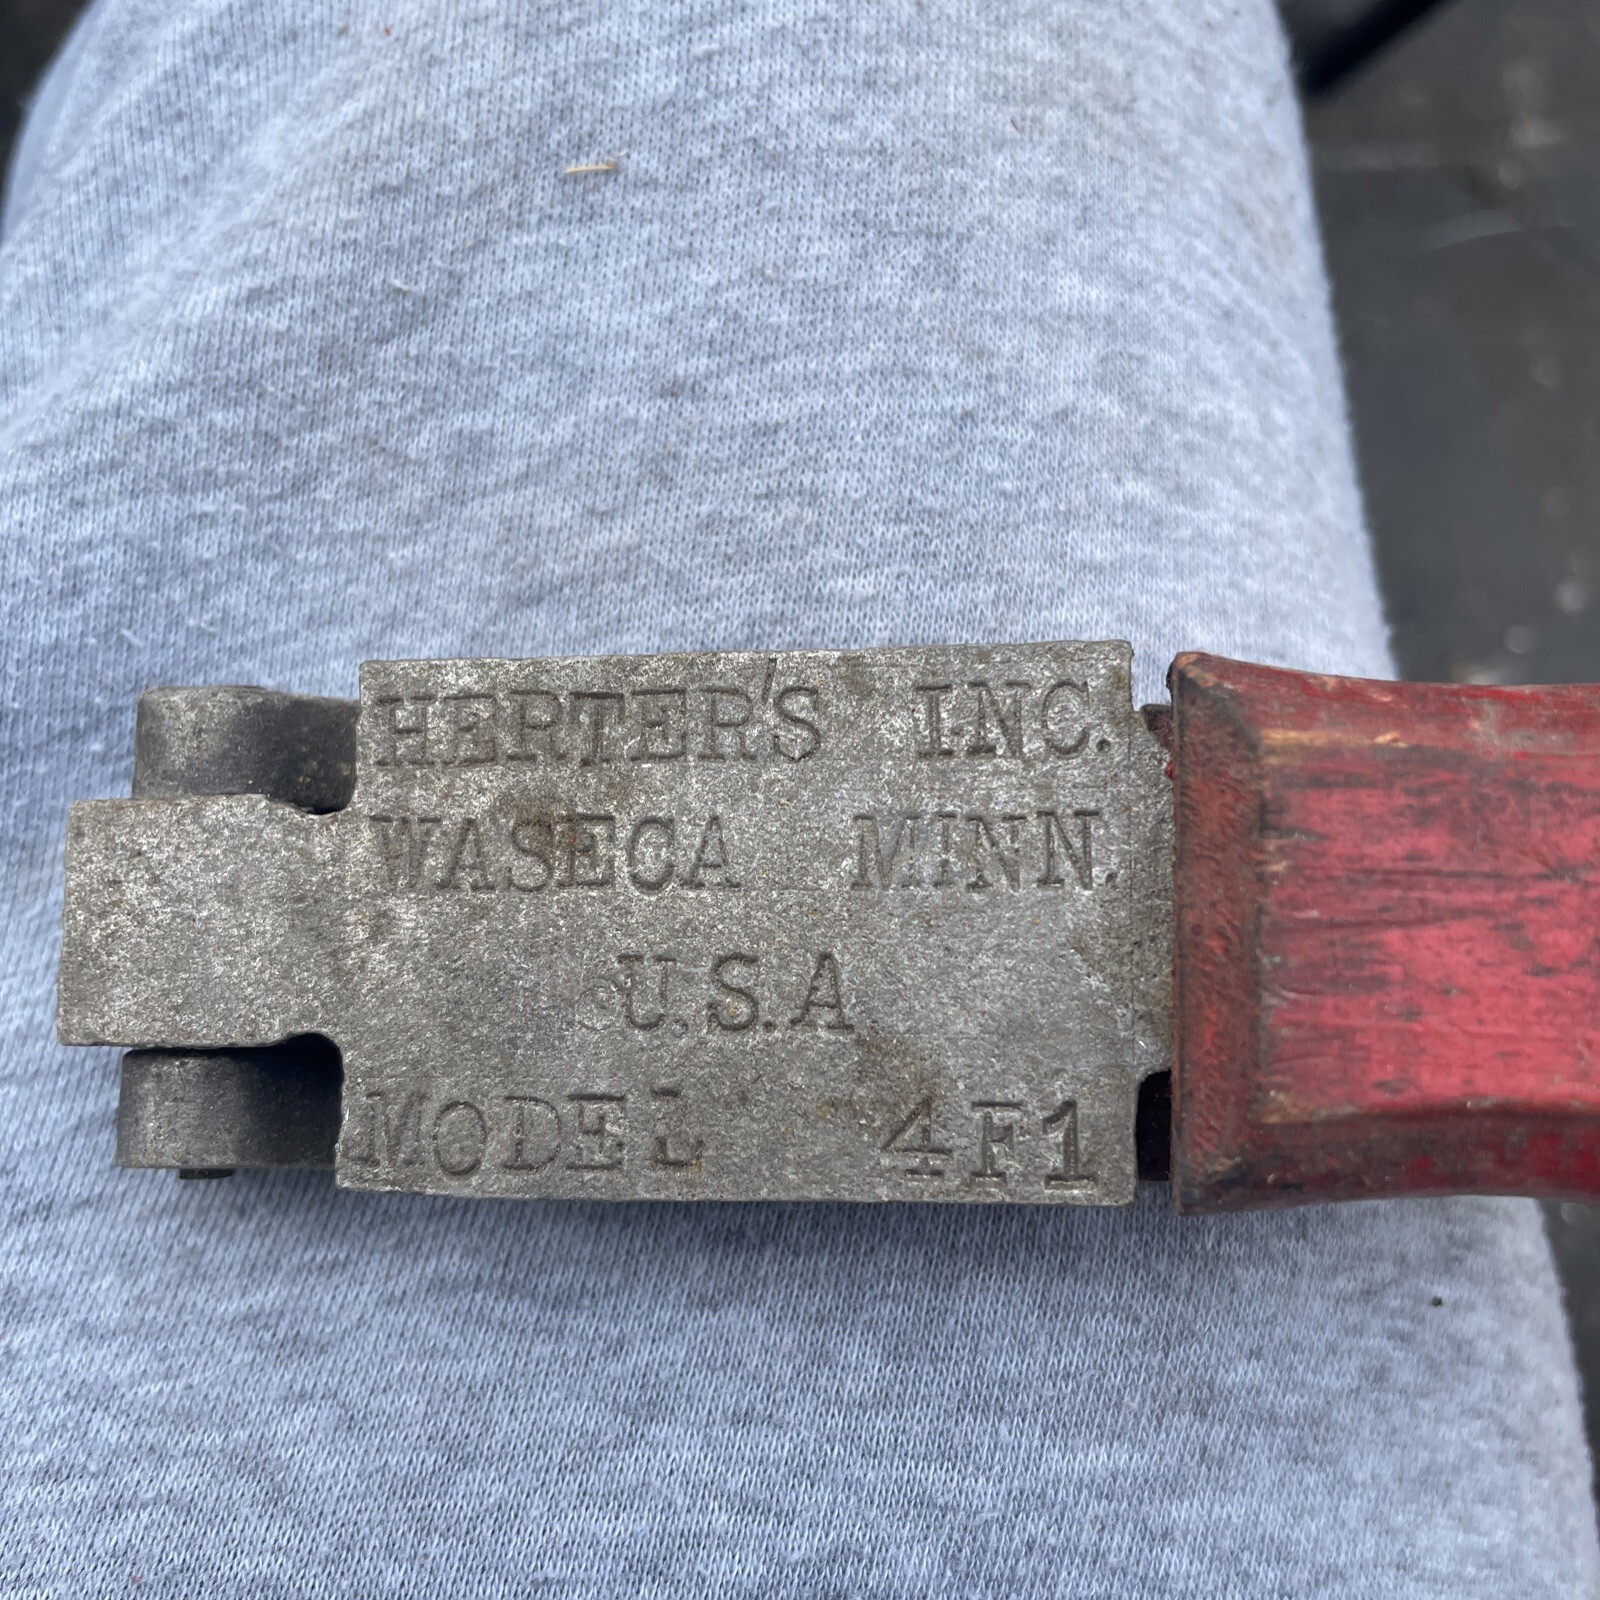 HERTER'S INC.
WASECA MINN.
U.S.A
MODEL 4F1